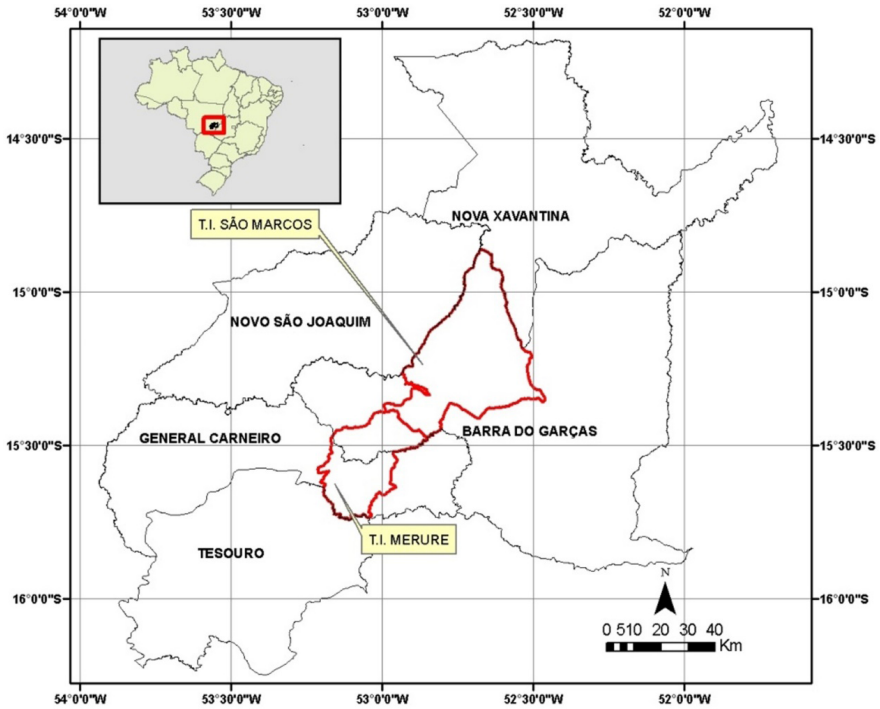 54°0'0"W 53°30'0"W 53°0'0"W 52°30'0"W 52°0'0"W
14°30'0"S 14°30'0"S
T.I. SÃO MARCOS
NOVA XAVANTINA
15°0'0"S 15°0'0"S
NOVO SÃO JOAQUIM
GENERAL CARNEIRO
BARRA DO GARÇAS
15°30'0"S 15°30'0"S
T.I. MERURE
TESOURO
N
16°0'0"S 16°0'0"S
0 510 20 30 40
Km
54°0'0"W 53°30'0"W 53°0'0"W 52°30'0"W 52°0'0"W